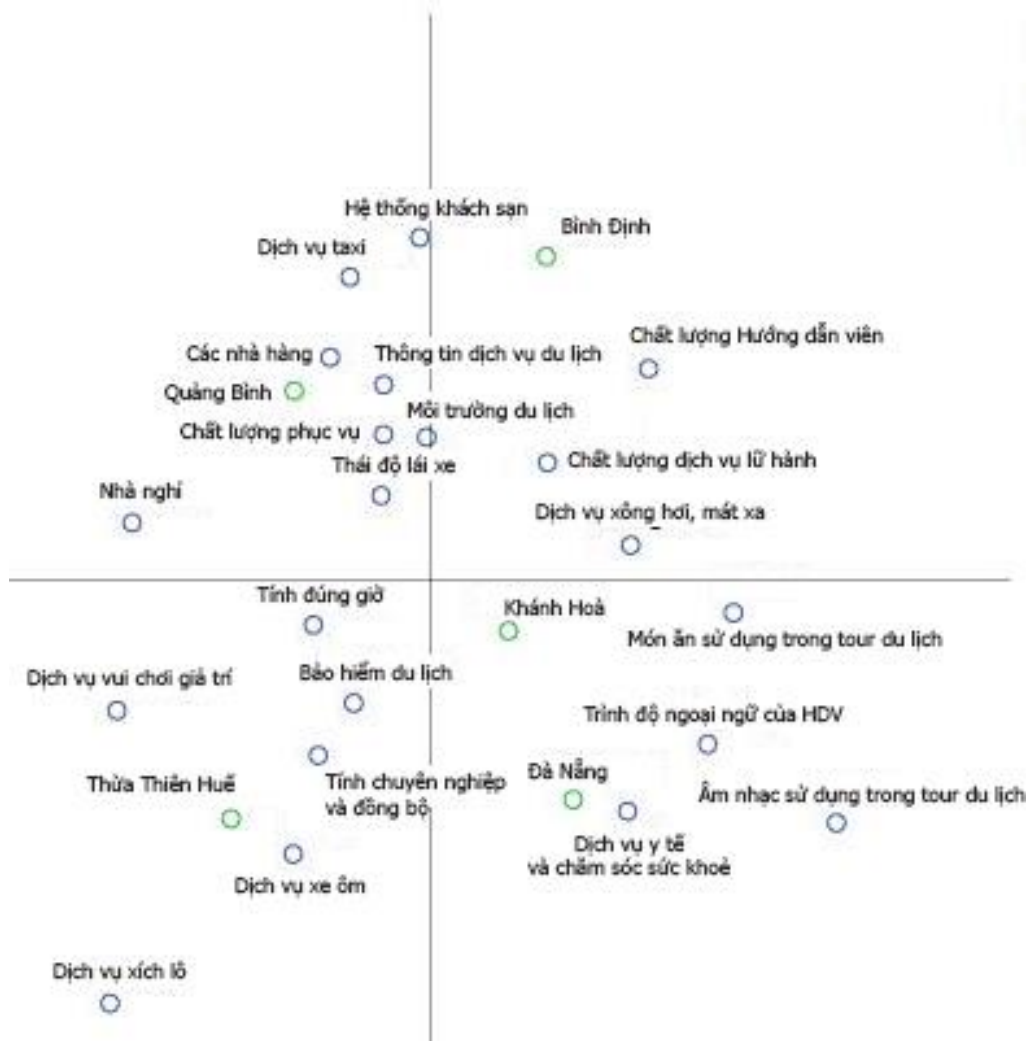 Hệ thống khách sạn
Bình Định
Dịch vụ taxi
Chất lượng Hướng dẫn viên
Các nhà hàng
Thông tin dịch vụ du lịch
Quảng Bình
Môi trường du lịch
Chất lượng phục vụ
Thái độ lái xe
Chất lượng dịch vụ lữ hành
Nhà nghỉ
Dịch vụ xông hơi, mát xa
Tính đúng giờ
Khánh Hoà
Món ăn sử dụng trong tour du lịch
Dịch vụ vui chơi giả trí
Bảo hiểm du lịch
Trình độ ngoại ngữ của HDV
Thừa Thiên Huế
Tính chuyên nghiệp
và đồng bộ
Đà Nẵng
Âm nhạc sử dụng trong tour du lịch
Dịch vụ y tế
và chăm sóc sức khoẻ
Dịch vụ xe ôm
Dịch vụ xích lô